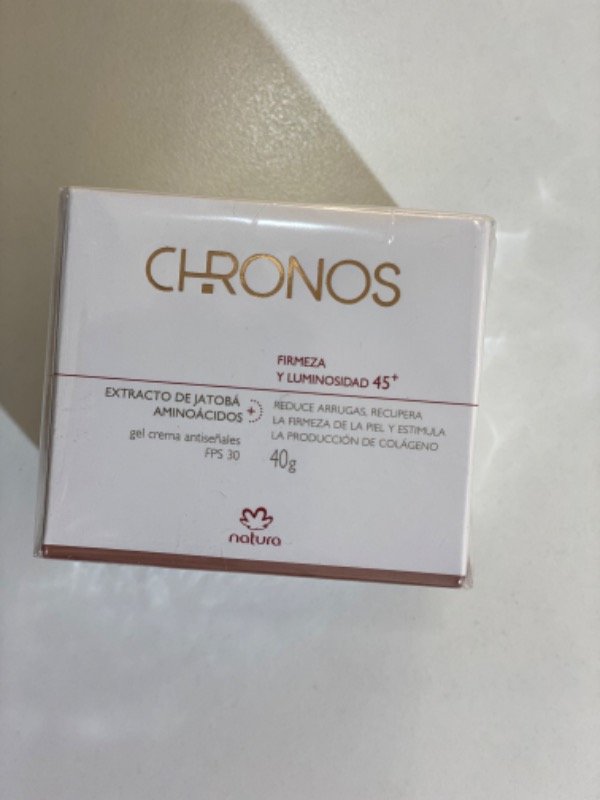 CHRONOS
FIRMEZA
Y LUMINOSIDAD 45+
EXTRACTO DE JATOBÁ
AMINOÁCIDOS +
gel crema antiseñales
FPS 30
REDUCE ARRUGAS, RECUPERA
LA FIRMEZA DE LA PIEL Y ESTIMULA
LA PRODUCCIÓN DE COLÁGENO
40g
natura